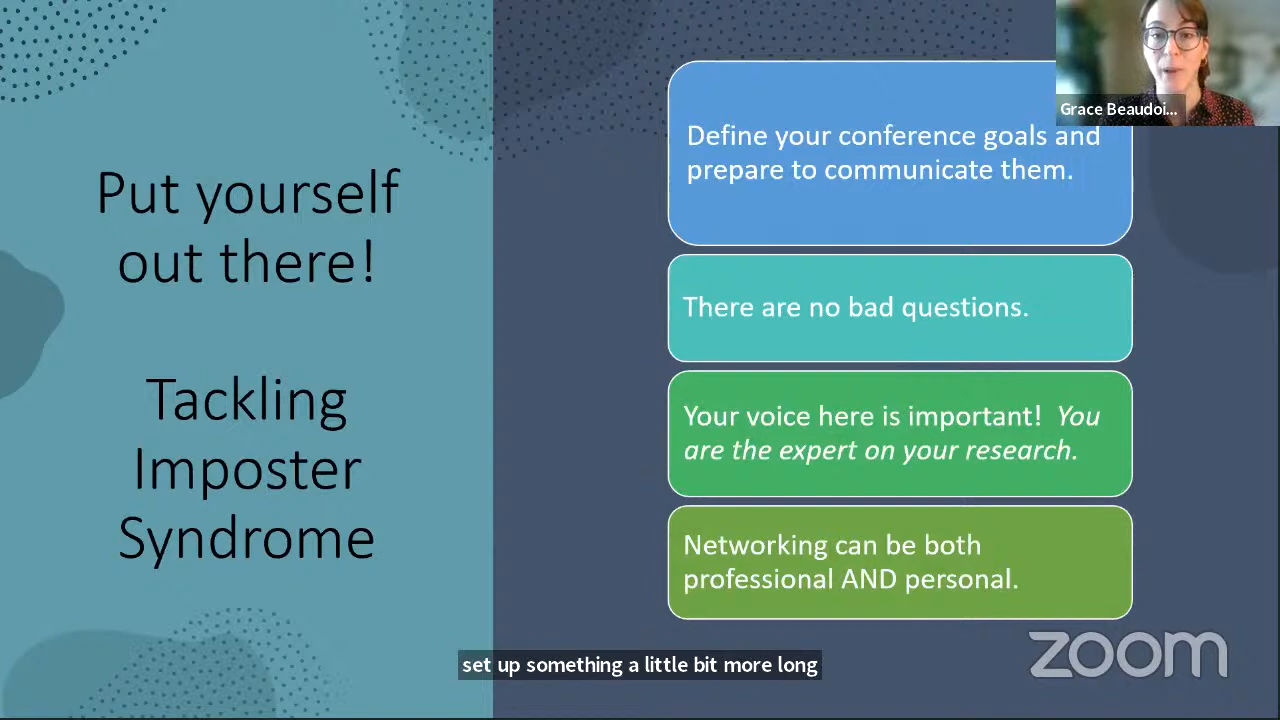 Put yourself
out there!
Tackling
Imposter
Syndrome
Define your conference goals and
prepare to communicate them.
There are no bad questions.
Your voice here is important!  You
are the expert on your research.
Networking can be both
professional AND personal.
Grace Beaudoi...
set up something a little bit more long
zoom